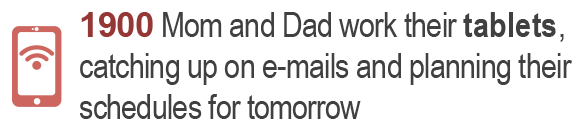 1900 Mom and Dad work their tablets,
catching up on e-mails and planning their
schedules for tomorrow